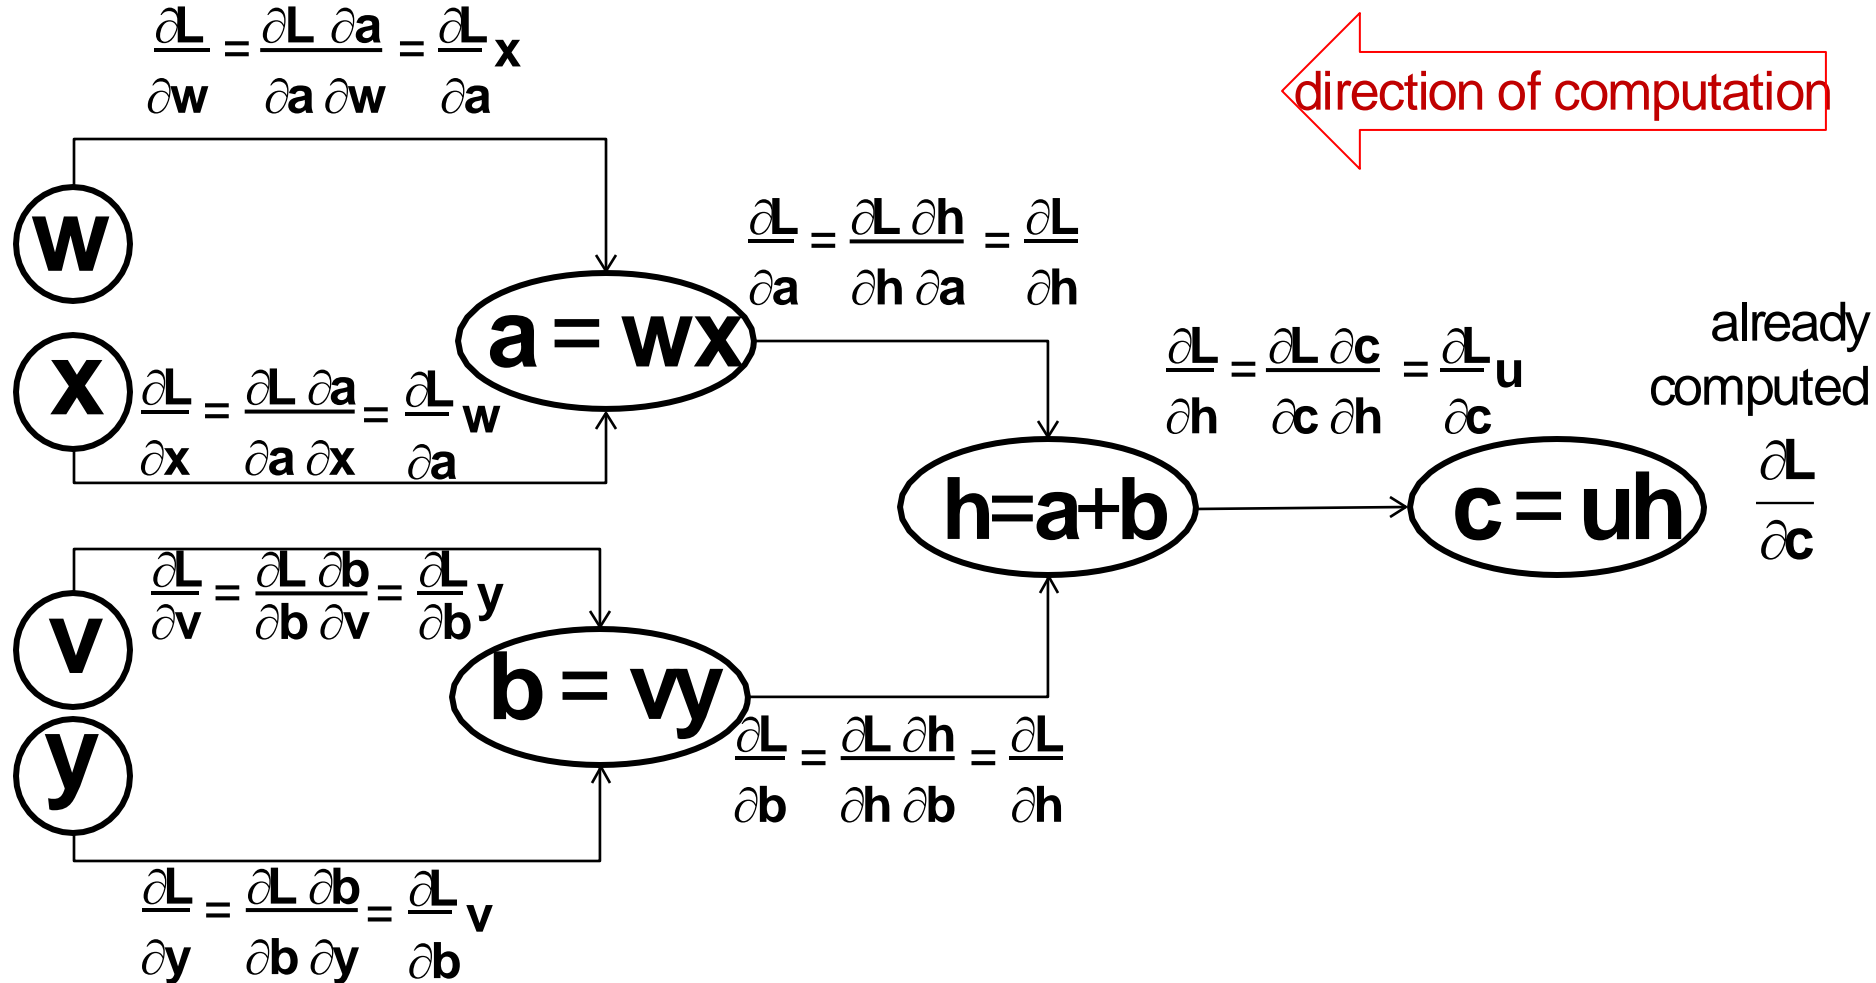 ∂L/∂w = ∂L ∂a/∂a ∂w = ∂L/∂a x
direction of computation
w
∂L/∂a = ∂L ∂h/∂h ∂a = ∂L/∂h
a = wx
already
computed
∂L/∂c
∂L/∂h = ∂L ∂c/∂c ∂h = ∂L/∂c u
x
∂L/∂x = ∂L ∂a/∂a ∂x = ∂L/∂a w
h=a+b
c = uh
∂L/∂v = ∂L ∂b/∂b ∂v = ∂L/∂b y
v
b = vy
y
∂L/∂b = ∂L ∂h/∂h ∂b = ∂L/∂h
∂L/∂y = ∂L ∂b/∂b ∂y = ∂L/∂b v